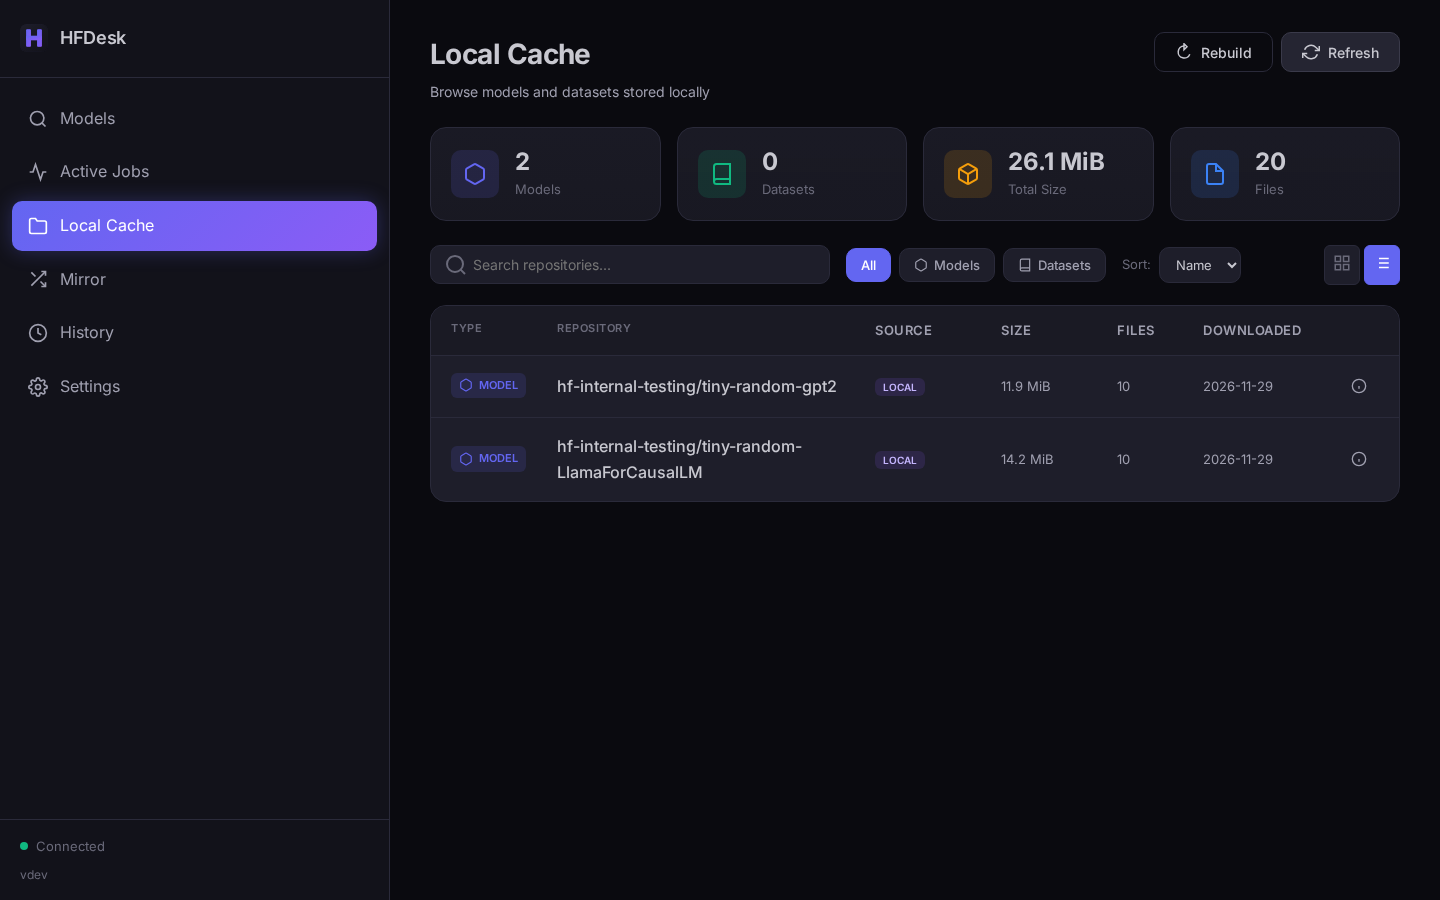 HFDesk
Models
Active Jobs
Local Cache
Mirror
History
Settings
Connected
vdev
Local Cache
Browse models and datasets stored locally
Rebuild
Refresh
2
Models
0
Datasets
26.1 MiB
Total Size
20
Files
Search repositories...
All
Models
Datasets
Sort:
Name
TYPE REPOSITORY SOURCE SIZE FILES DOWNLOADED
MODEL hf-internal-testing/tiny-random-gpt2 LOCAL 11.9 MiB 10 2026-11-29
MODEL hf-internal-testing/tiny-random-
LlamaForCausalLM LOCAL 14.2 MiB 10 2026-11-29